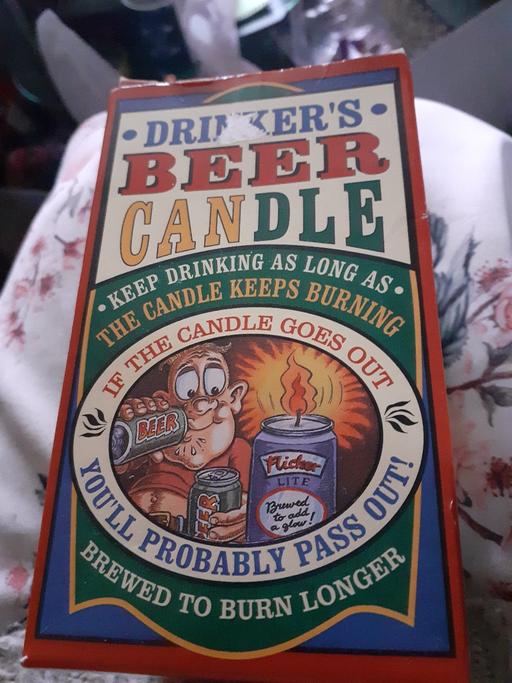 DRINKER'S
BEER
CANDLE
• KEEP DRINKING AS LONG AS •
THE CANDLE KEEPS BURNING
IF THE CANDLE GOES OUT
BEER
Flicker
LITE
Brewed
to add
a glow!
BEER
YOU'LL PROBABLY PASS OUT!
BREWED TO BURN LONGER